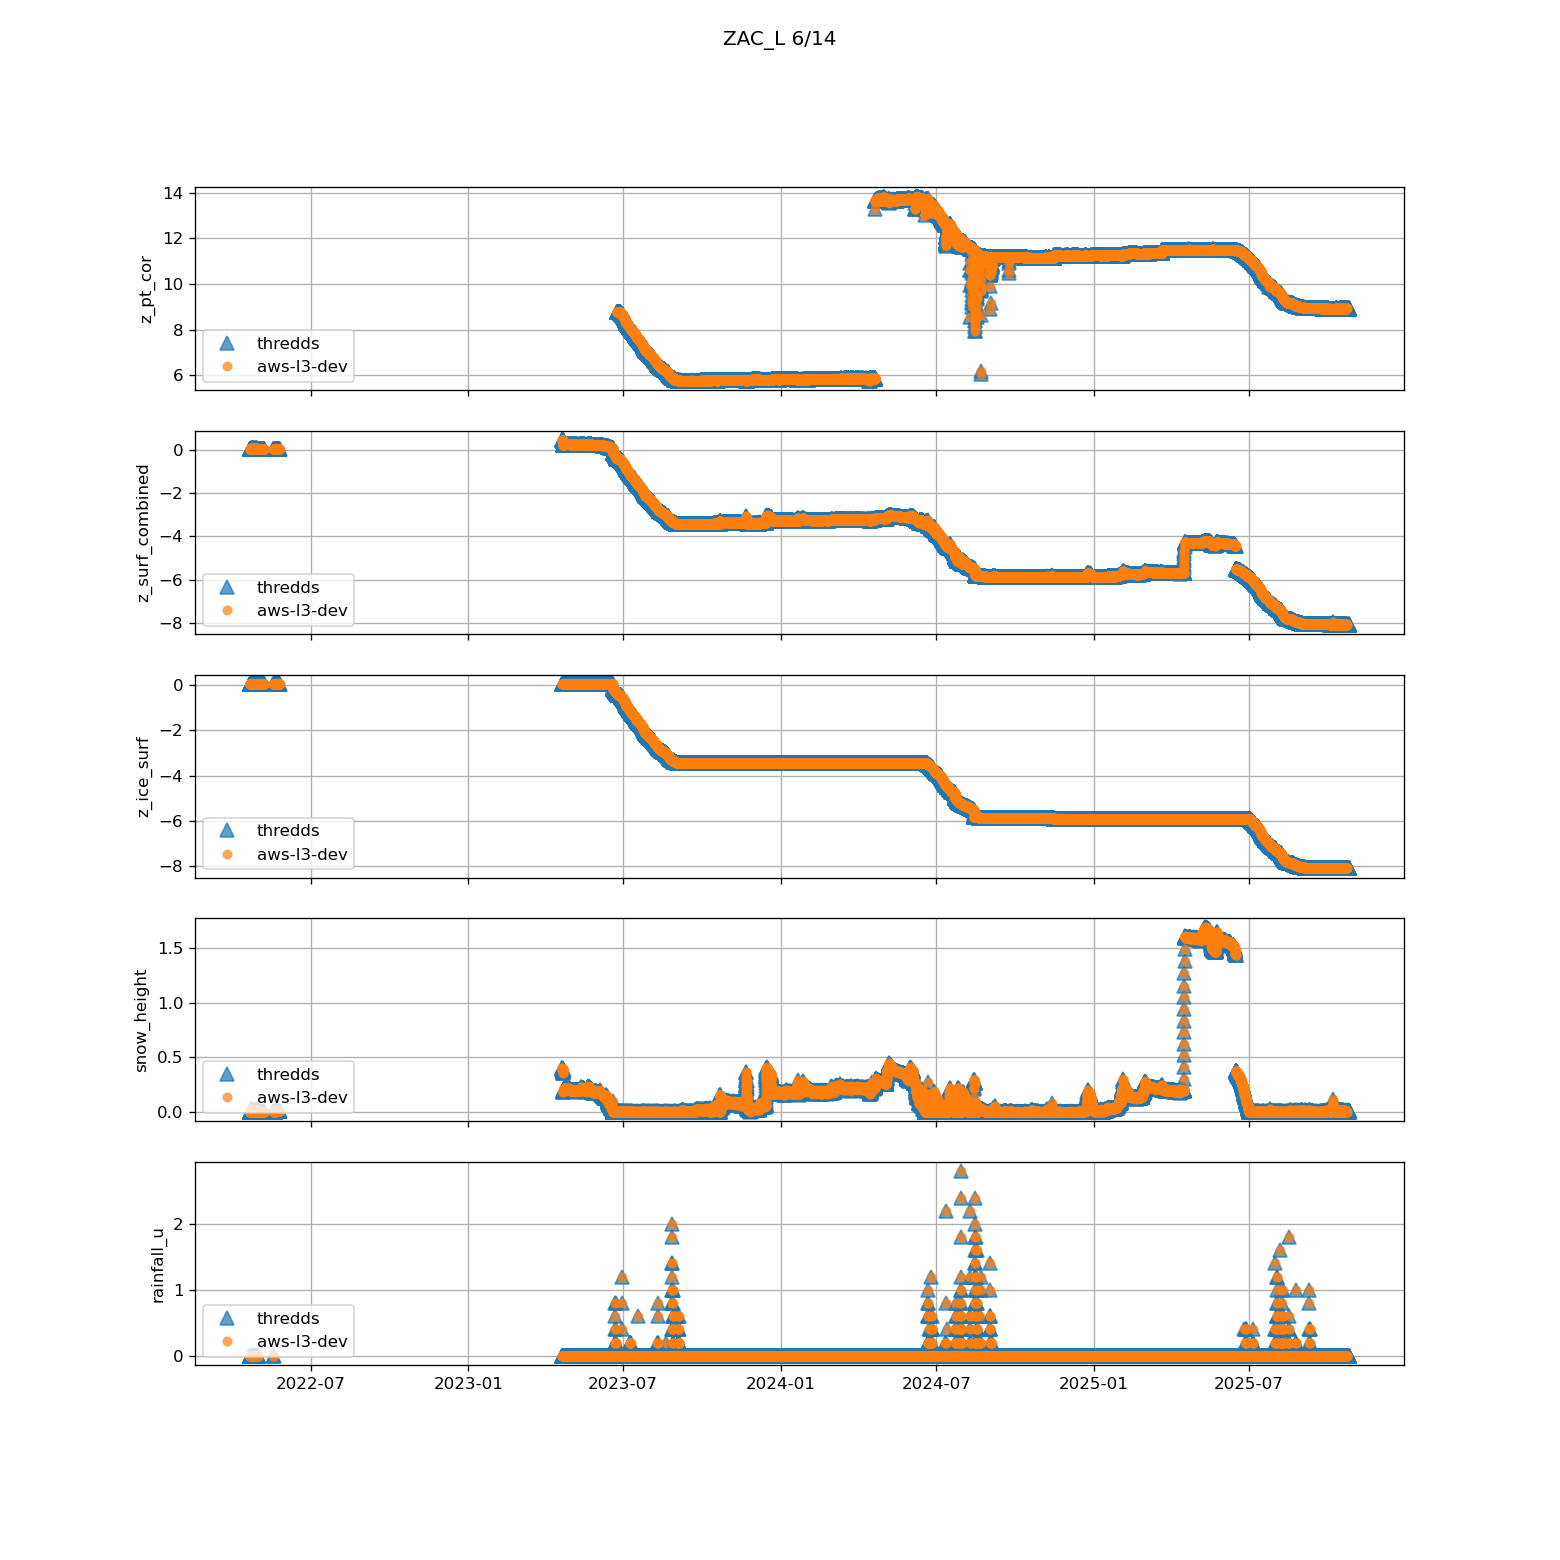 ZAC_L 6/14
14
12
10
8
6
z_pt_cor
thredds
aws-l3-dev
0
−2
−4
−6
−8
z_surf_combined
thredds
aws-l3-dev
0
−2
−4
−6
−8
z_ice_surf
thredds
aws-l3-dev
1.5
1.0
0.5
0.0
snow_height
thredds
aws-l3-dev
2
1
0
rainfall_u
thredds
aws-l3-dev
2022-07
2023-01
2023-07
2024-01
2024-07
2025-01
2025-07